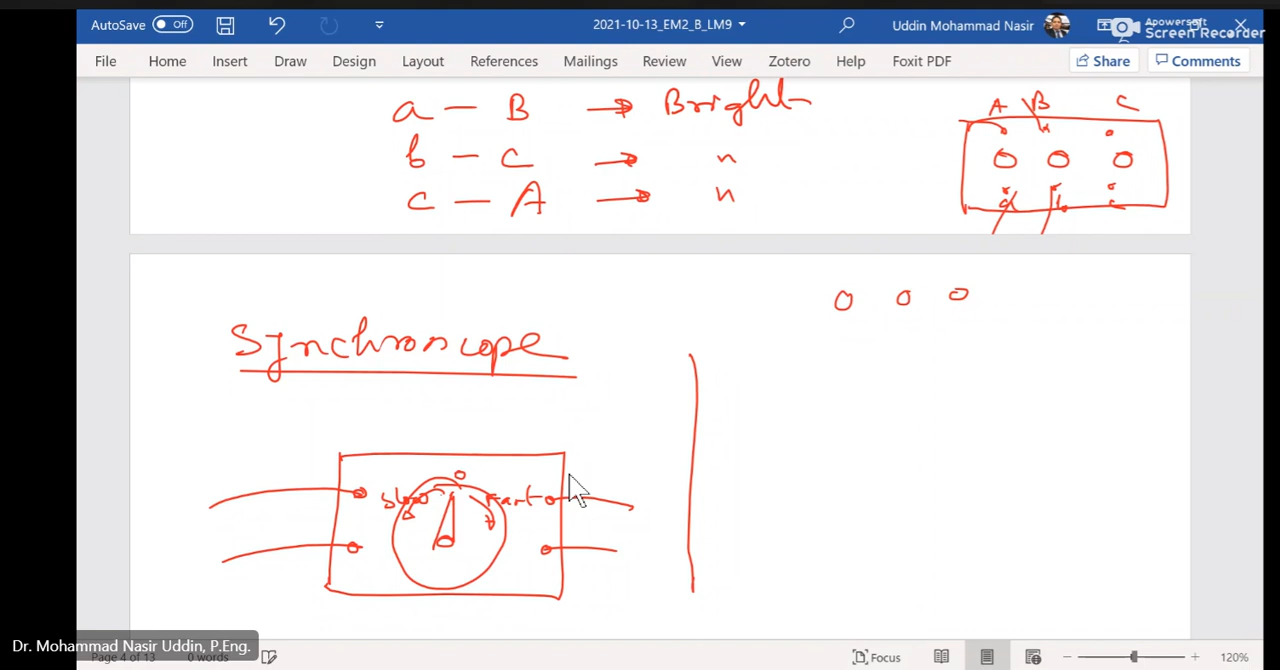 AutoSave Off 2021-10-13_EM2_B_LM9 Uddin Mohammad Nasir
Apowersoft
Screen Recorder
File Home Insert Draw Design Layout References Mailings Review View Zotero Help Foxit PDF Share Comments
A B C
a — B → Bright
b — C → "
c — A → "
a b c
Synchroscope
0
Slow Fast
Dr. Mohammad Nasir Uddin, P.Eng.
Page 4 of 13 0 words Focus 120%